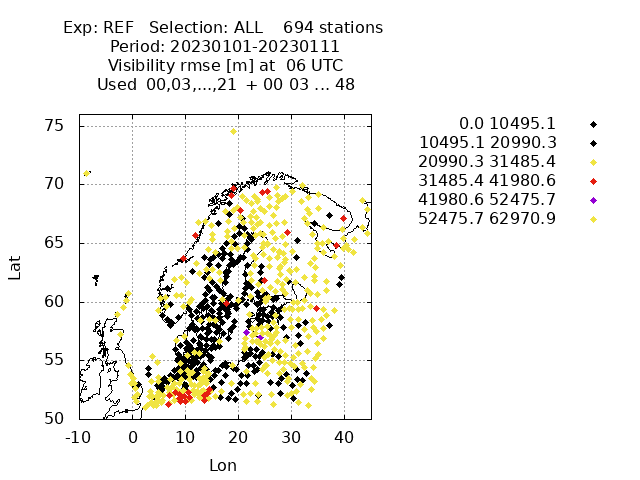 Exp: REF   Selection: ALL    694 stations
Period: 20230101-20230111
Visibility rmse [m] at  06 UTC
Used  00,03,...,21  + 00 03 ... 48
0.0 10495.1
10495.1 20990.3
20990.3 31485.4
31485.4 41980.6
41980.6 52475.7
52475.7 62970.9
75
70
65
60
55
50
Lat
-10 0 10 20 30 40
Lon